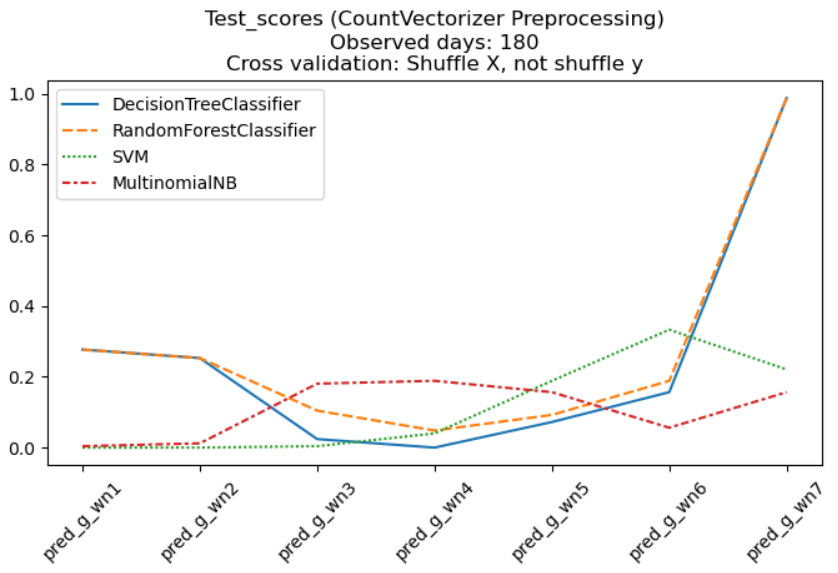 Test_scores (CountVectorizer Preprocessing)
Observed days: 180
Cross validation: Shuffle X, not shuffle y
1.0
0.8
0.6
0.4
0.2
0.0
DecisionTreeClassifier
RandomForestClassifier
SVM
MultinomialNB
pred_g_wn1
pred_g_wn2
pred_g_wn3
pred_g_wn4
pred_g_wn5
pred_g_wn6
pred_g_wn7